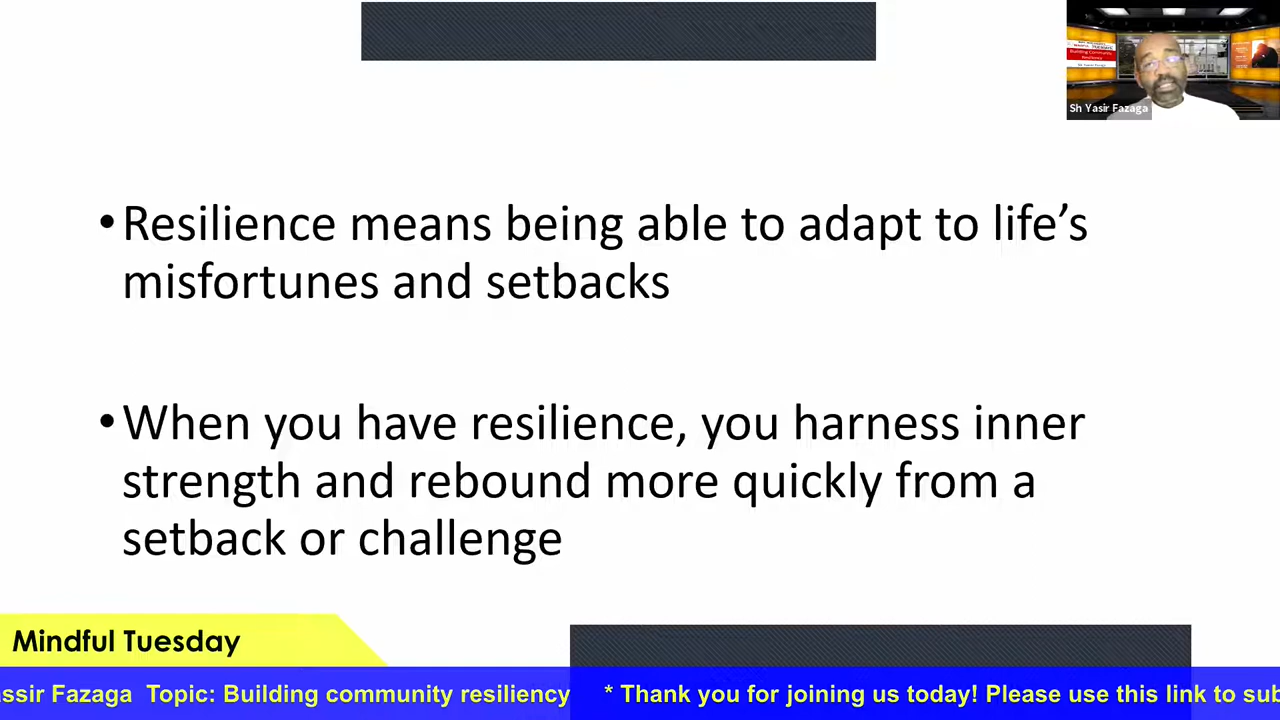 Sh Yasir Fazaga
•Resilience means being able to adapt to life’s
misfortunes and setbacks
•When you have resilience, you harness inner
strength and rebound more quickly from a
setback or challenge
Mindful Tuesday
assir Fazaga Topic: Building community resiliency * Thank you for joining us today! Please use this link to sub